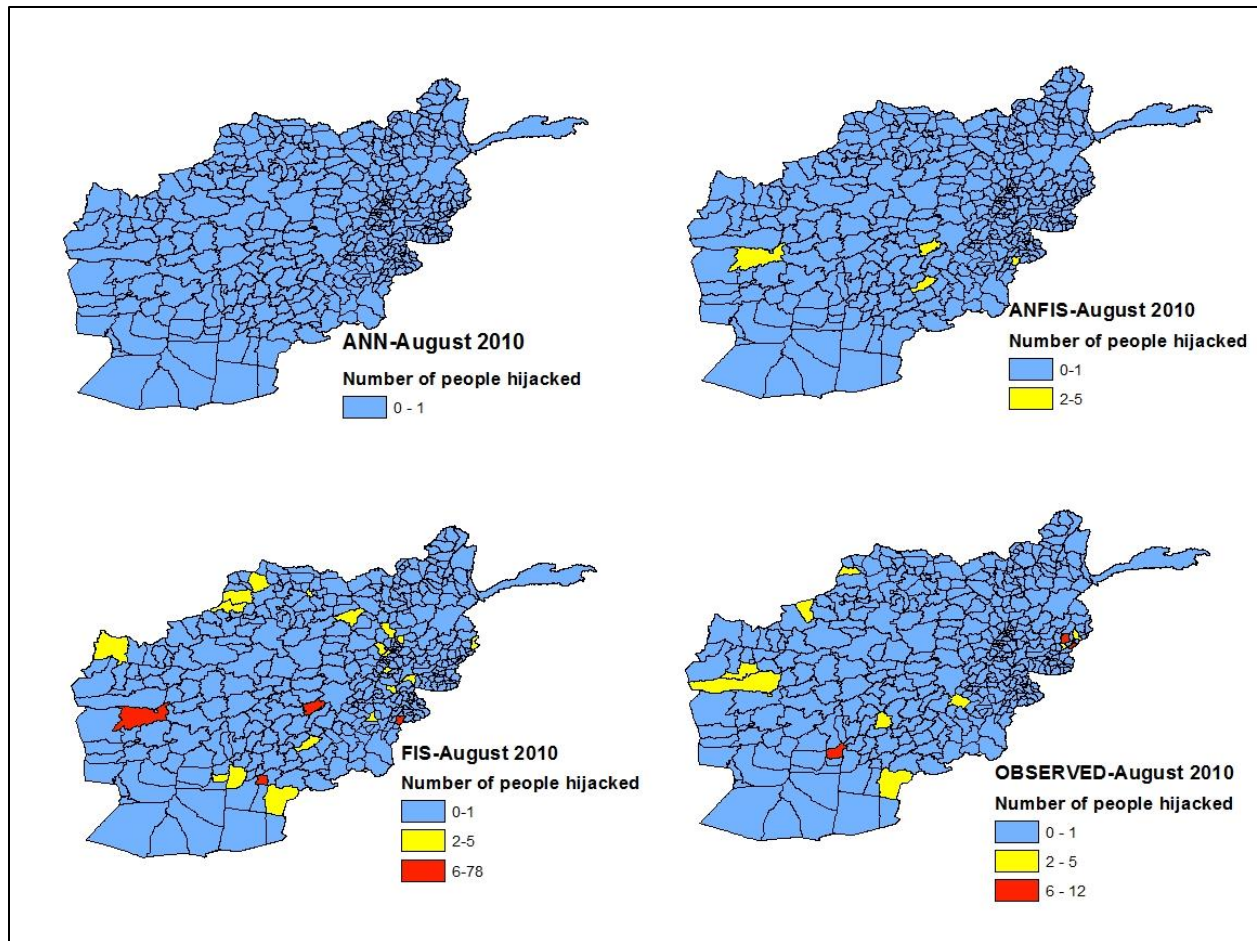 ANN-August 2010
Number of people hijacked
0 - 1
ANFIS-August 2010
Number of people hijacked
0-1
2-5
FIS-August 2010
Number of people hijacked
0-1
2-5
6-78
OBSERVED-August 2010
Number of people hijacked
0 - 1
2 - 5
6 - 12